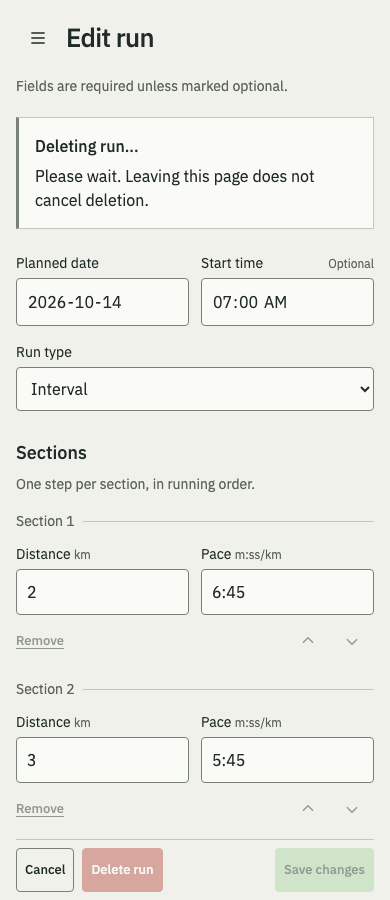 Edit run
Fields are required unless marked optional.
Deleting run...
Please wait. Leaving this page does not
cancel deletion.
Planned date
Start time Optional
2026-10-14
07:00 AM
Run type
Interval
Sections
One step per section, in running order.
Section 1
Distance km
Pace m:ss/km
2
6:45
Remove
Section 2
Distance km
Pace m:ss/km
3
5:45
Remove
Cancel
Delete run
Save changes